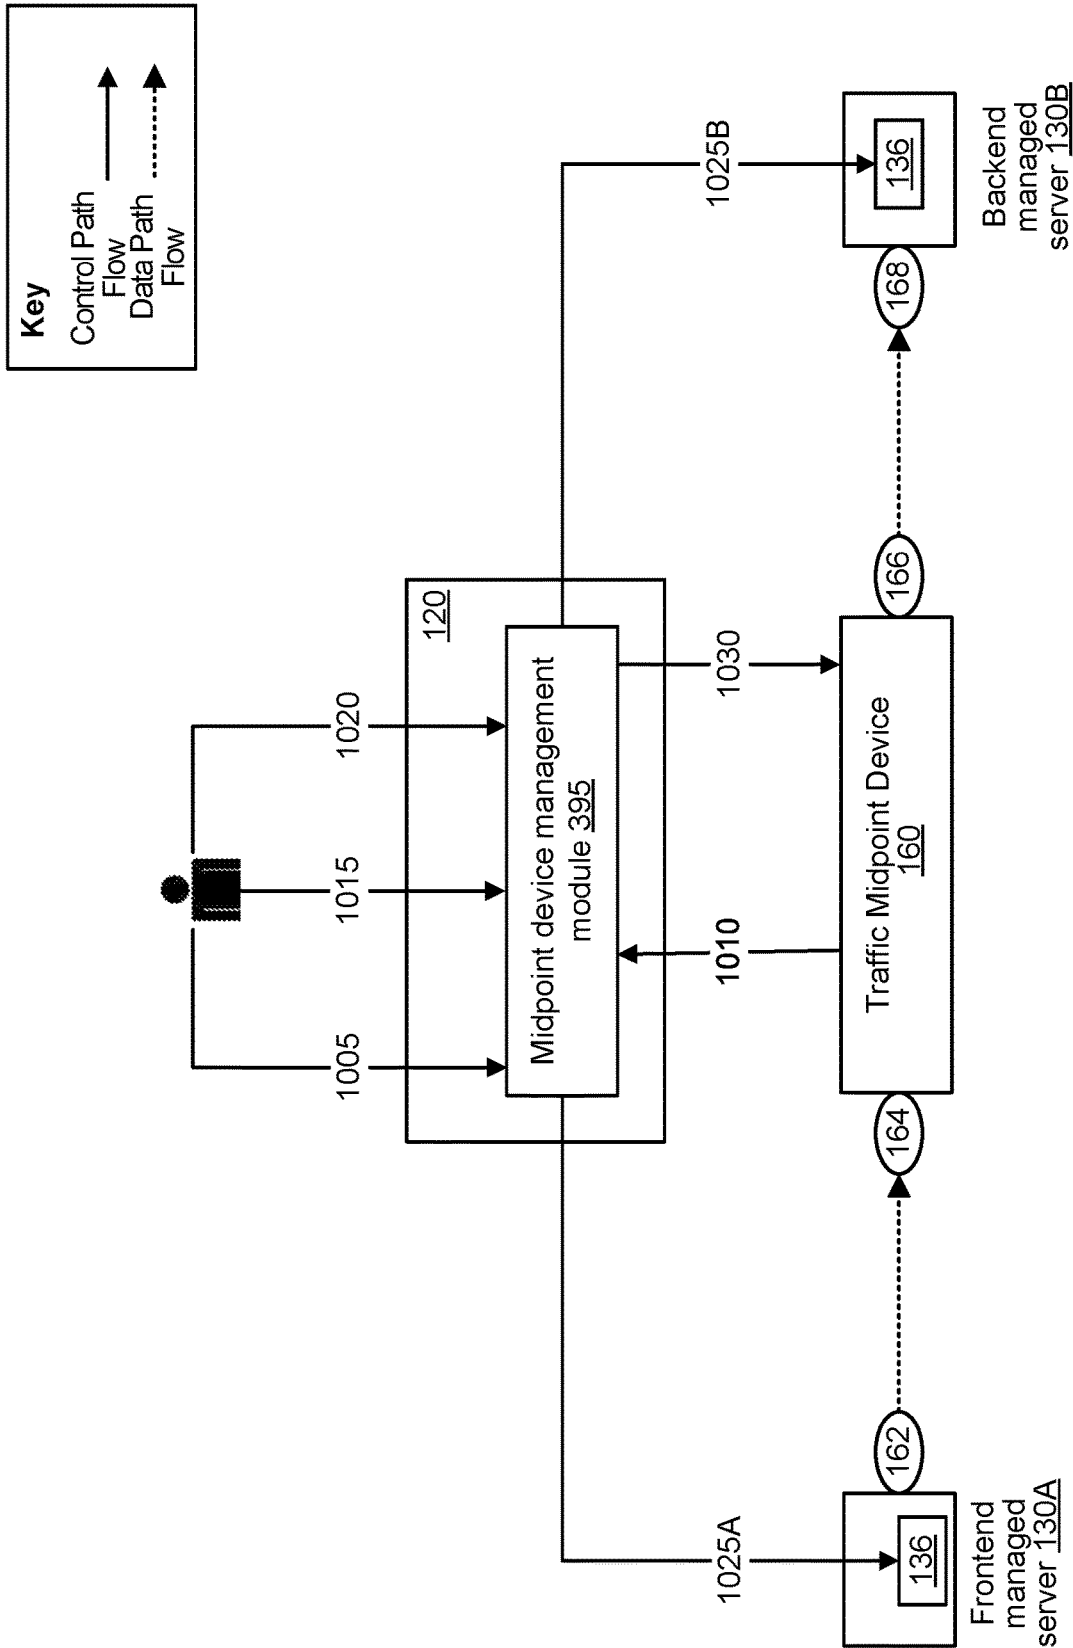 Key
Control Path
Flow
Data Path
Flow
1005
1015
1020
120
Midpoint device management
module 395
1025A
1010
1030
1025B
Traffic Midpoint Device
160
136
162
164
166
168
136
Frontend
managed
server 130A
Backend
managed
server 130B